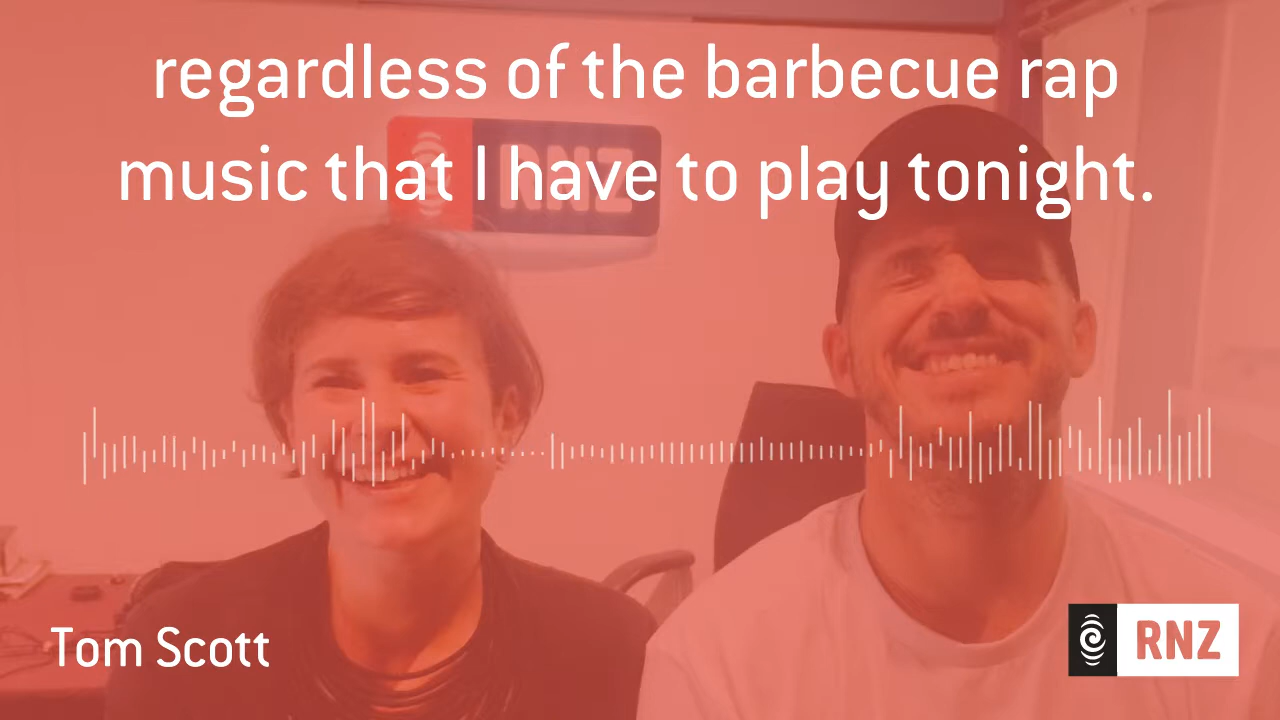 regardless of the barbecue rap
RNZ
music that I have to play tonight.
Tom Scott
RNZ